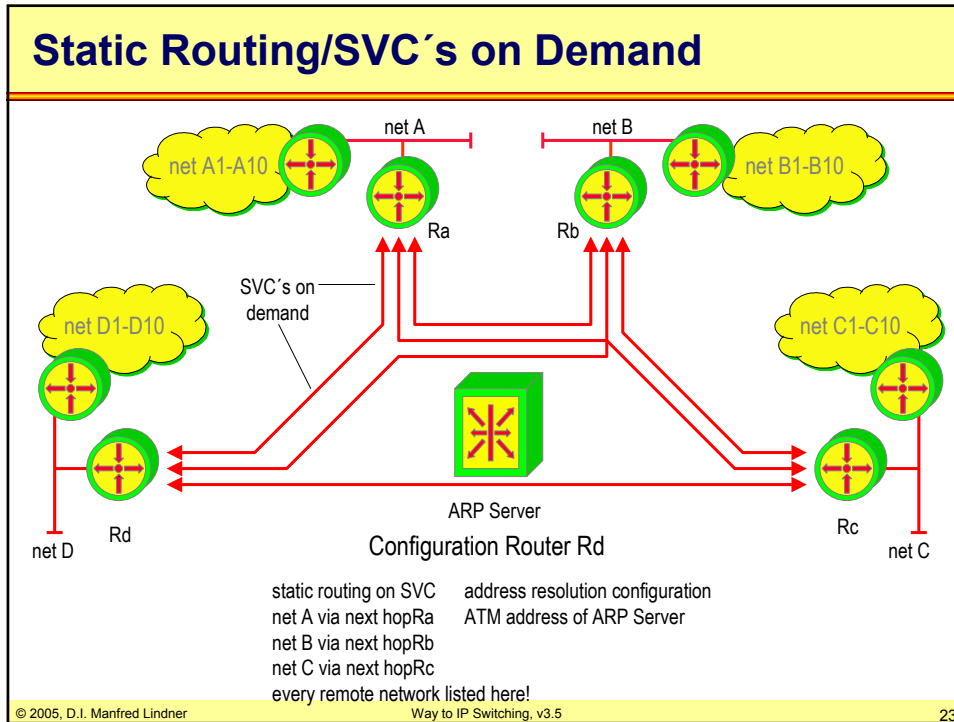 Static Routing/SVC´s on Demand
net A
net B
net A1-A10
net B1-B10
Ra
Rb
SVC´s on
demand
net D1-D10
net C1-C10
ARP Server
Rd
Rc
net D
net C
Configuration Router Rd
static routing on SVC address resolution configuration
net A via next hopRa ATM address of ARP Server
net B via next hopRb
net C via next hopRc
every remote network listed here!
© 2005, D.I. Manfred Lindner Way to IP Switching, v3.5 23